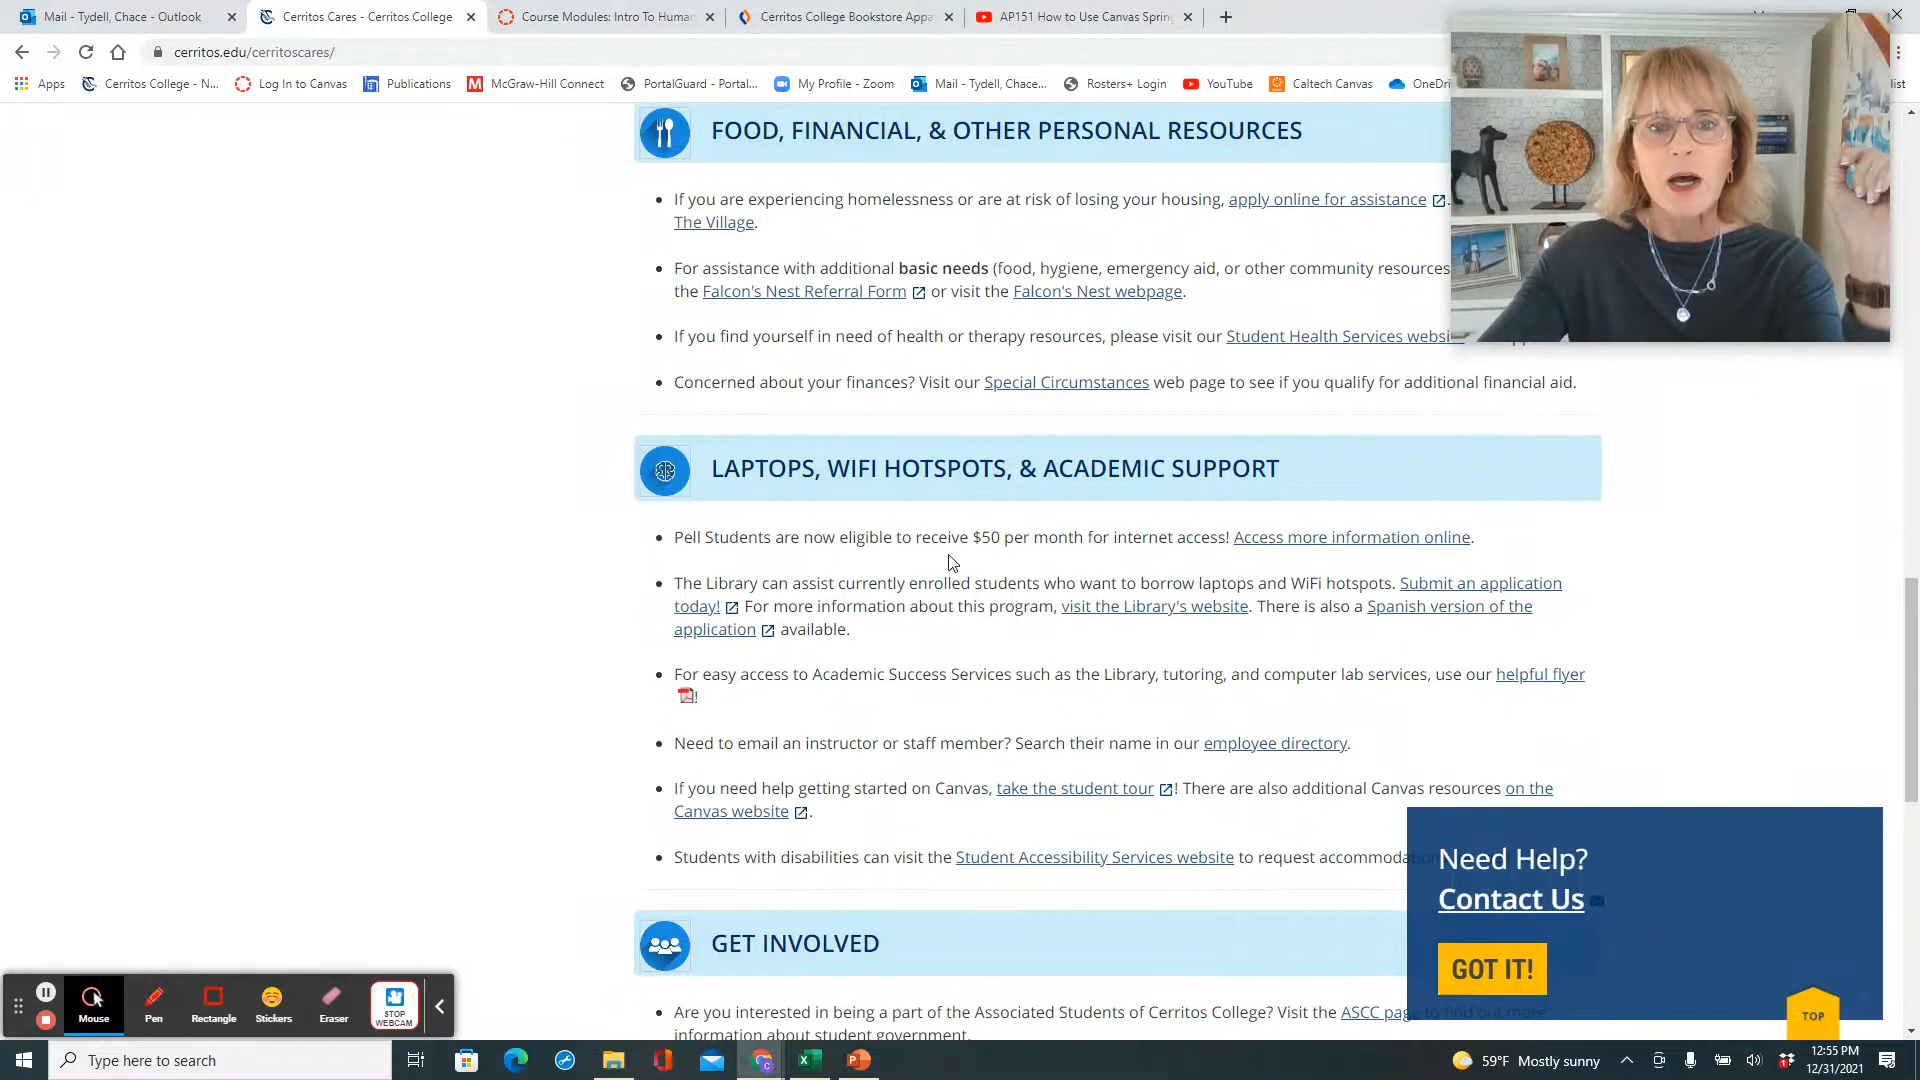 Mail - Tydell, Chace - Outlook
Cerritos Cares - Cerritos College
Course Modules: Intro To Human
Cerritos College Bookstore Appa
AP151 How to Use Canvas Spring
cerritos.edu/cerritoscares/
Apps
Cerritos College - N...
Log In to Canvas
Publications
McGraw-Hill Connect
PortalGuard - Portal...
My Profile - Zoom
Mail - Tydell, Chace...
Rosters+ Login
YouTube
Caltech Canvas
OneDri
list
FOOD, FINANCIAL, & OTHER PERSONAL RESOURCES
• If you are experiencing homelessness or are at risk of losing your housing, apply online for assistance .
The Village.
• For assistance with additional basic needs (food, hygiene, emergency aid, or other community resources
the Falcon's Nest Referral Form or visit the Falcon's Nest webpage.
• If you find yourself in need of health or therapy resources, please visit our Student Health Services websi
• Concerned about your finances? Visit our Special Circumstances web page to see if you qualify for additional financial aid.
LAPTOPS, WIFI HOTSPOTS, & ACADEMIC SUPPORT
• Pell Students are now eligible to receive $50 per month for internet access! Access more information online.
• The Library can assist currently enrolled students who want to borrow laptops and WiFi hotspots. Submit an application
today! For more information about this program, visit the Library's website. There is also a Spanish version of the
application available.
• For easy access to Academic Success Services such as the Library, tutoring, and computer lab services, use our helpful flyer
!
• Need to email an instructor or staff member? Search their name in our employee directory.
• If you need help getting started on Canvas, take the student tour ! There are also additional Canvas resources on the
Canvas website .
• Students with disabilities can visit the Student Accessibility Services website to request accommodatio
Need Help?
Contact Us
GOT IT!
TOP
GET INVOLVED
• Are you interested in being a part of the Associated Students of Cerritos College? Visit the ASCC page to find out more
information about student government.
Mouse
Pen
Rectangle
Stickers
Eraser
STOP
WEBCAM
Type here to search
59°F Mostly sunny
12:55 PM
12/31/2021